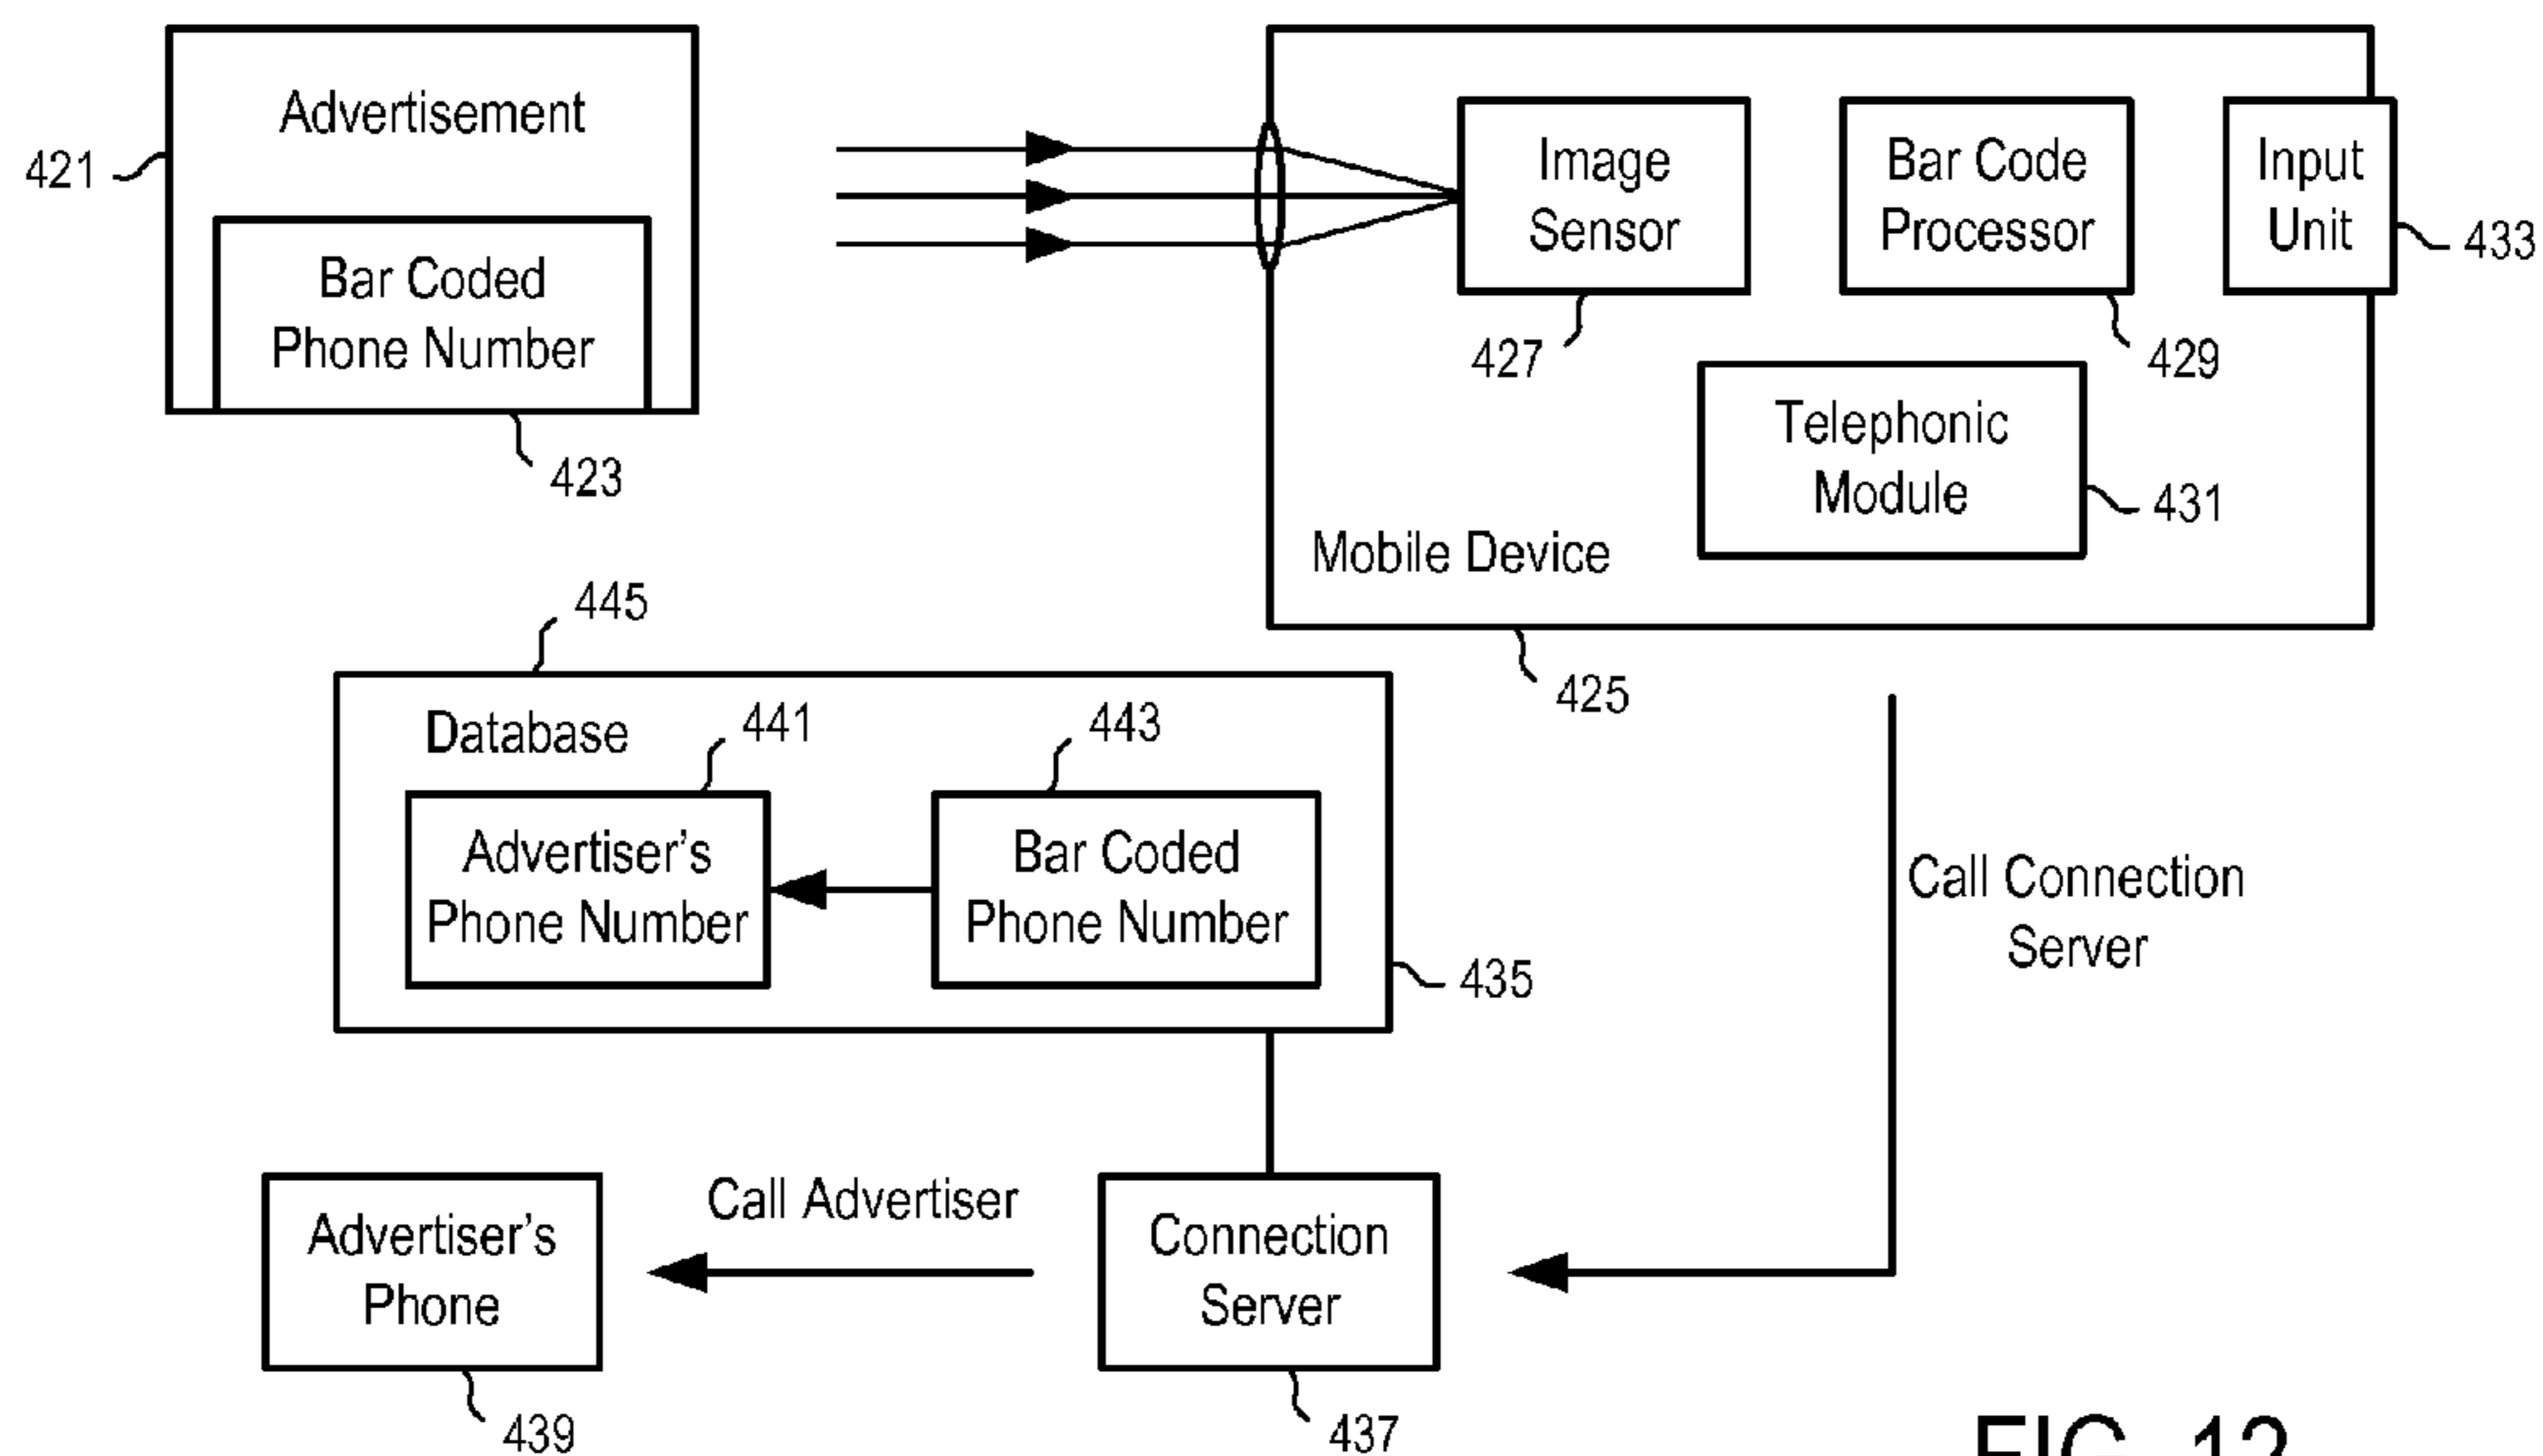 Advertisement
421
Bar Coded
Phone Number
423
Image
Sensor
427
Bar Code
Processor
429
Input
Unit
433
Telephonic
Module
431
Mobile Device
425
445
Database
441
443
Advertiser's
Phone Number
Bar Coded
Phone Number
435
Call Connection
Server
Advertiser's
Phone
439
Call Advertiser
Connection
Server
437
FIG. 12